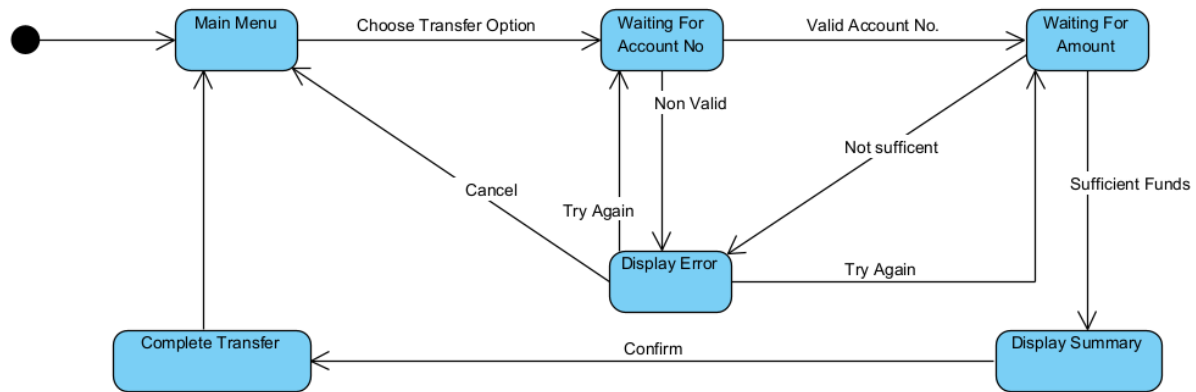 Main Menu
Choose Transfer Option
Waiting For
Account No
Valid Account No.
Waiting For
Amount
Non Valid
Not sufficent
Cancel
Sufficient Funds
Try Again
Display Error
Try Again
Complete Transfer
Confirm
Display Summary